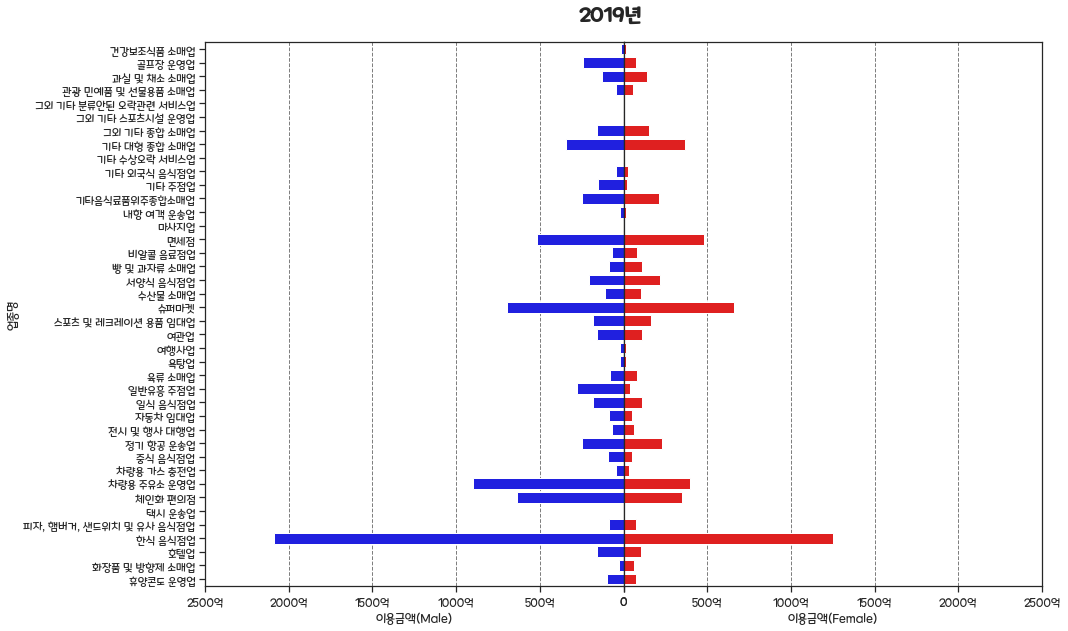 2019년
업종명
건강보조식품 소매업
골프장 운영업
과실 및 채소 소매업
관광 민예품 및 선물용품 소매업
그외 기타 분류안된 오락관련 서비스업
그외 기타 스포츠시설 운영업
그외 기타 종합 소매업
기타 대형 종합 소매업
기타 수상오락 서비스업
기타 외국식 음식점업
기타 주점업
기타음식료품위주종합소매업
내항 여객 운송업
마사지업
면세점
비알콜 음료점업
빵 및 과자류 소매업
서양식 음식점업
수산물 소매업
슈퍼마켓
스포츠 및 레크레이션 용품 임대업
여관업
여행사업
욕탕업
육류 소매업
일반유흥 주점업
일식 음식점업
자동차 임대업
전시 및 행사 대행업
정기 항공 운송업
중식 음식점업
차량용 가스 충전업
차량용 주유소 운영업
체인화 편의점
택시 운송업
피자, 햄버거, 샌드위치 및 유사 음식점업
한식 음식점업
호텔업
화장품 및 방향제 소매업
휴양콘도 운영업
2500억 2000억 1500억 1000억 500억 0 500억 1000억 1500억 2000억 2500억
이용금액(Male) 이용금액(Female)